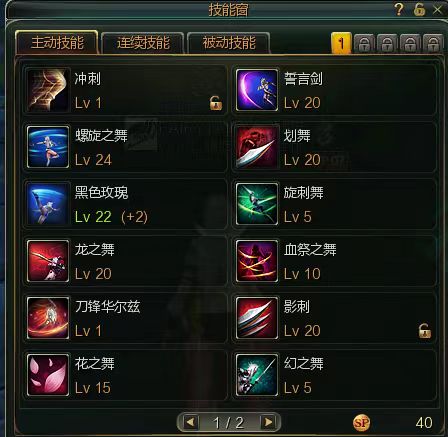 技能窗 ?
主动技能 连续技能 被动技能 1
冲刺
Lv 1
誓言剑
Lv 20
螺旋之舞
Lv 24
划舞
Lv 20
黑色玫瑰
Lv 22 (+2)
旋刺舞
Lv 5
龙之舞
Lv 20
血祭之舞
Lv 10
刀锋华尔兹
Lv 1
影刺
Lv 20
花之舞
Lv 15
幻之舞
Lv 5
1 / 2 SP 40